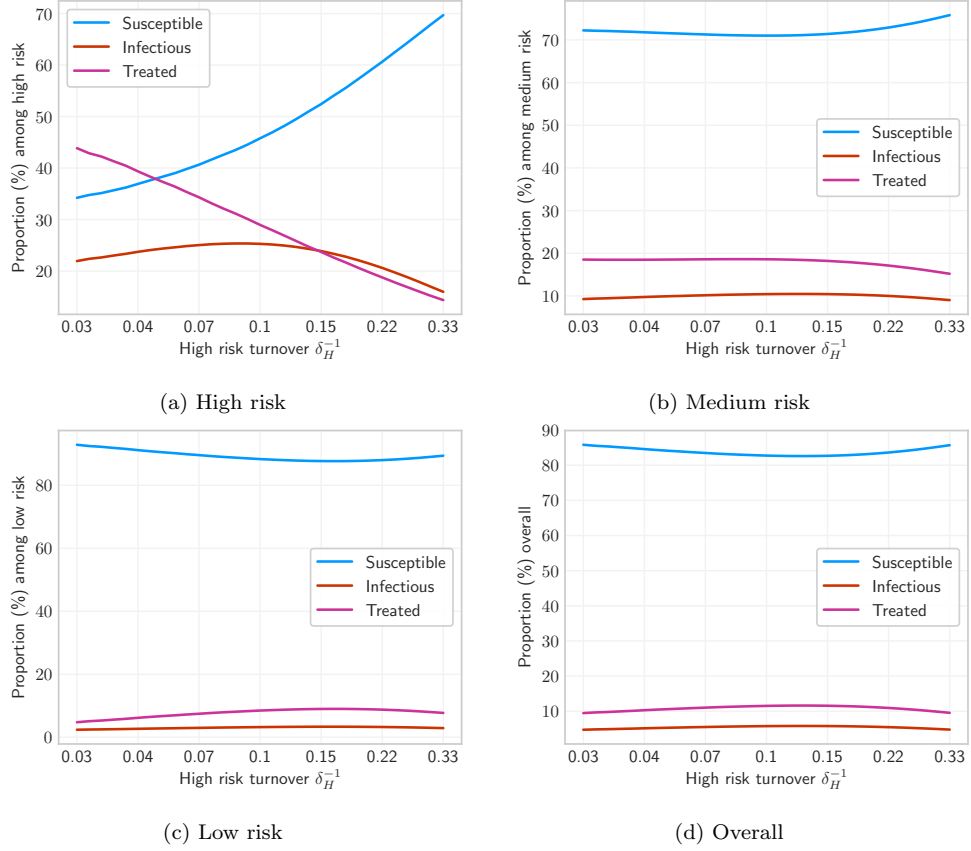 Proportion (%) among high risk
70
60
50
40
30
20
Susceptible
Infectious
Treated
0.03 0.04 0.07 0.1 0.15 0.22 0.33
High risk turnover δ_H^{-1}
(a) High risk
Proportion (%) among medium risk
70
60
50
40
30
20
10
Susceptible
Infectious
Treated
0.03 0.04 0.07 0.1 0.15 0.22 0.33
High risk turnover δ_H^{-1}
(b) Medium risk
Proportion (%) among low risk
80
60
40
20
0
Susceptible
Infectious
Treated
0.03 0.04 0.07 0.1 0.15 0.22 0.33
High risk turnover δ_H^{-1}
(c) Low risk
Proportion (%) overall
90
80
70
60
50
40
30
20
10
Susceptible
Infectious
Treated
0.03 0.04 0.07 0.1 0.15 0.22 0.33
High risk turnover δ_H^{-1}
(d) Overall